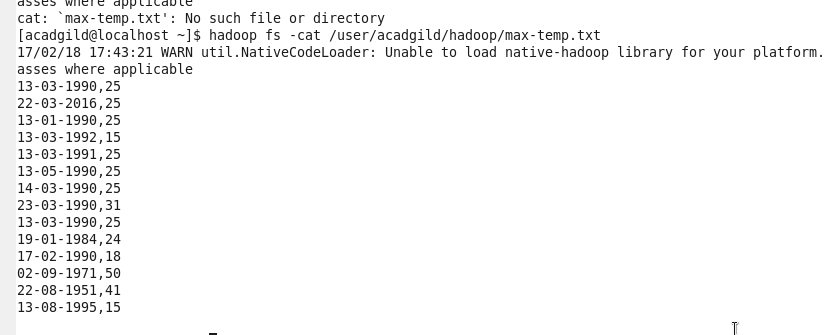 asses where applicable
cat: `max-temp.txt': No such file or directory
[acadgild@localhost ~]$ hadoop fs -cat /user/acadgild/hadoop/max-temp.txt
17/02/18 17:43:21 WARN util.NativeCodeLoader: Unable to load native-hadoop library for your platform.
asses where applicable
13-03-1990,25
22-03-2016,25
13-01-1990,25
13-03-1992,15
13-03-1991,25
13-05-1990,25
14-03-1990,25
23-03-1990,31
13-03-1990,25
19-01-1984,24
17-02-1990,18
02-09-1971,50
22-08-1951,41
13-08-1995,15